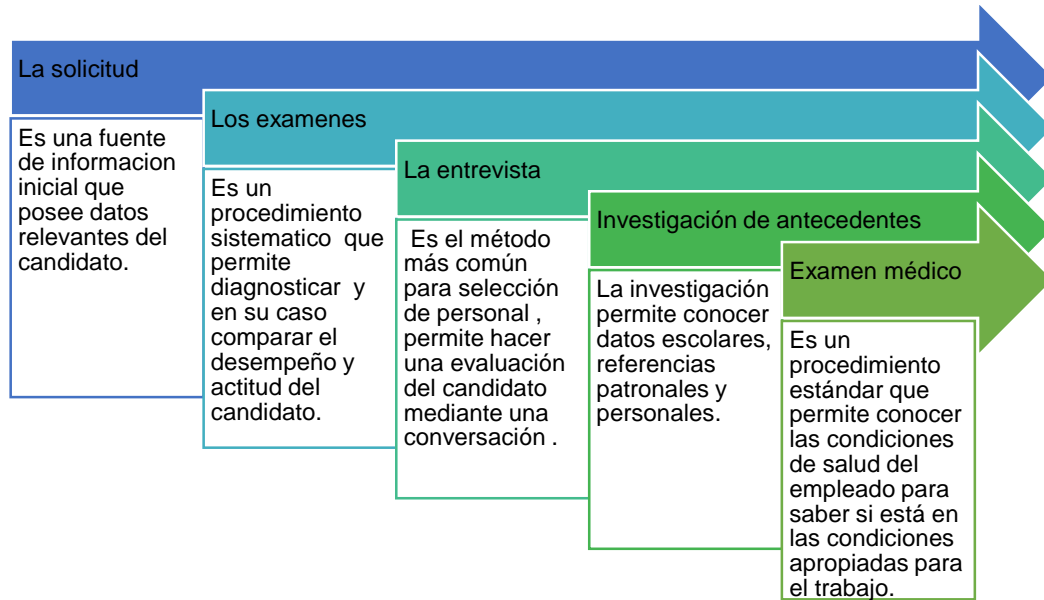 La solicitud
Es una fuente
de informacion
inicial que
posee datos
relevantes del
candidato.
Los examenes
Es un
procedimiento
sistematico que
permite
diagnosticar y
en su caso
comparar el
desempeño y
actitud del
candidato.
La entrevista
Es el método
más común
para selección
de personal ,
permite hacer
una evaluación
del candidato
mediante una
conversación .
Investigación de antecedentes
La investigación
permite conocer
datos escolares,
referencias
patronales y
personales.
Examen médico
Es un
procedimiento
estándar que
permite conocer
las condiciones
de salud del
empleado para
saber si está en
las condiciones
apropiadas para
el trabajo.